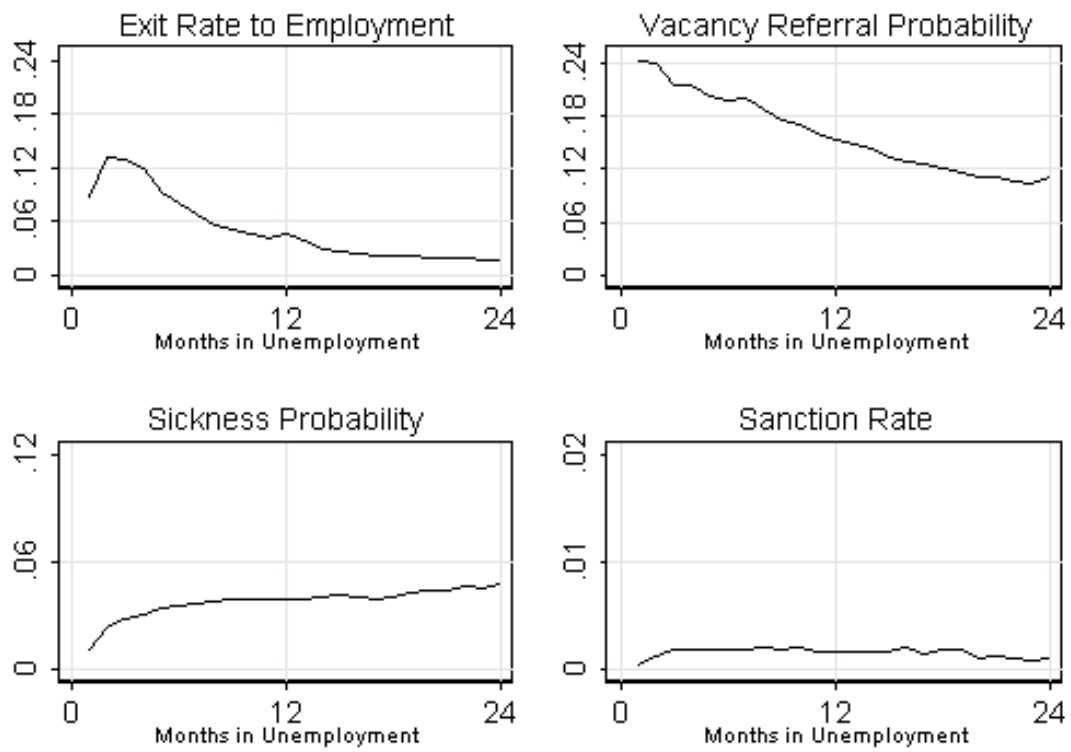 Exit Rate to Employment
.24
.18
.12
.06
0
0 12 24
Months in Unemployment
Vacancy Referral Probability
.24
.18
.12
.06
0
0 12 24
Months in Unemployment
Sickness Probability
.12
.06
0
0 12 24
Months in Unemployment
Sanction Rate
.02
.01
0
0 12 24
Months in Unemployment